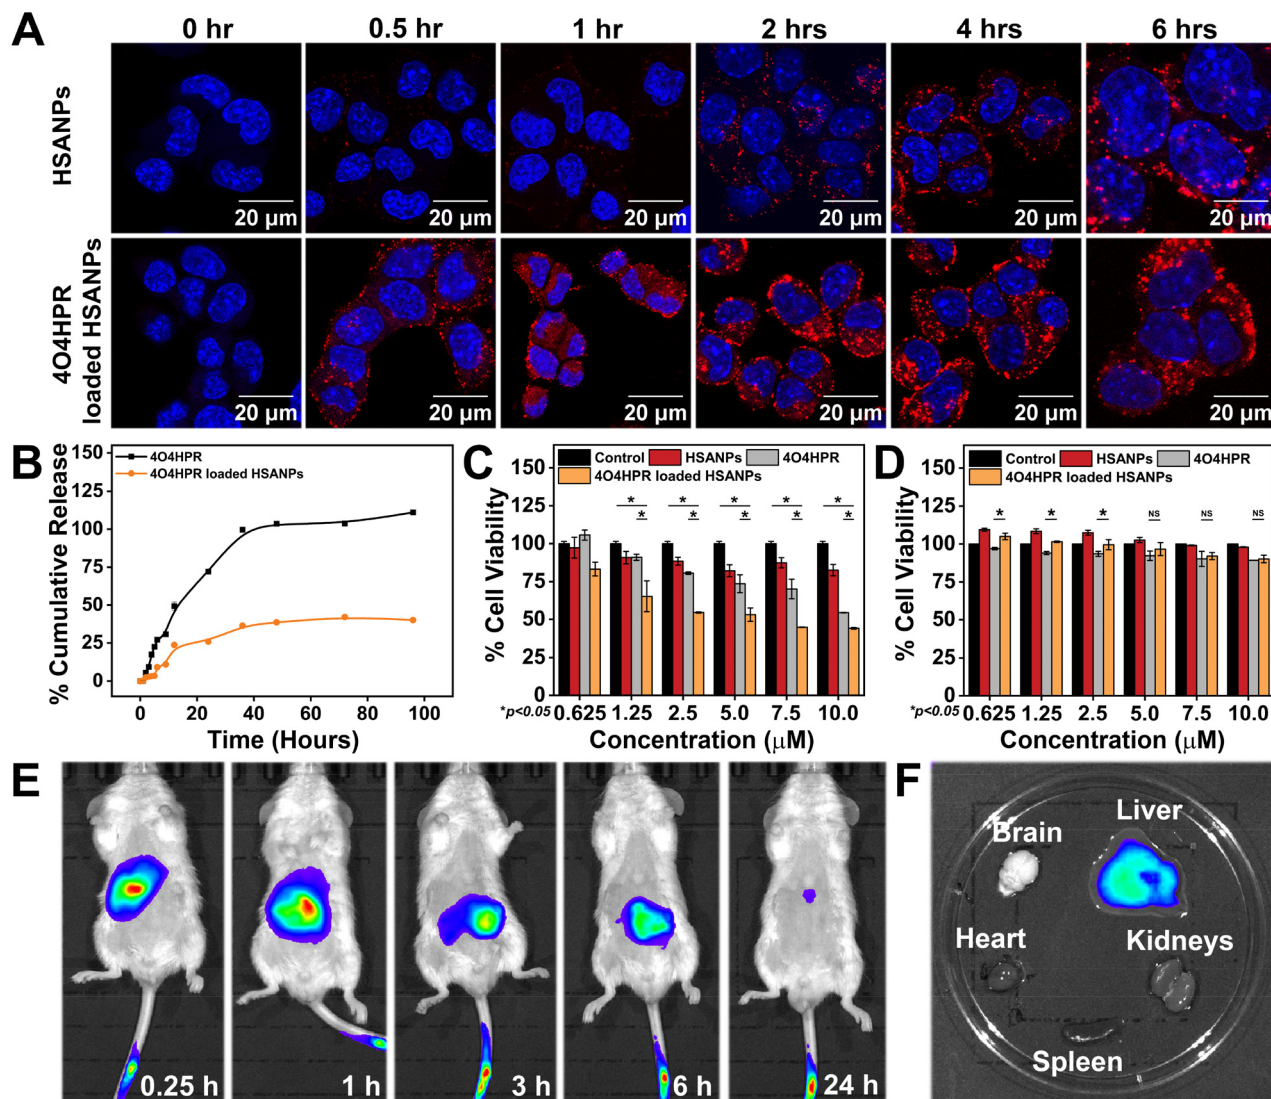 A
0 hr
0.5 hr
1 hr
2 hrs
4 hrs
6 hrs
HSANPs
20 µm
20 µm
20 µm
20 µm
20 µm
20 µm
4O4HPR
loaded HSANPs
20 µm
20 µm
20 µm
20 µm
20 µm
20 µm
B
% Cumulative Release
150
125
100
75
50
25
0
4O4HPR
4O4HPR loaded HSANPs
0 20 40 60 80 100
Time (Hours)
C
% Cell Viability
150
125
100
75
50
25
0
Control HSANPs 4O4HPR
4O4HPR loaded HSANPs
* * * * *
* * * * *
*p<0.05
0.625 1.25 2.5 5.0 7.5 10.0
Concentration (µM)
D
% Cell Viability
150
125
100
75
50
25
0
Control HSANPs 4O4HPR
4O4HPR loaded HSANPs
* * * NS NS NS
*p<0.05
0.625 1.25 2.5 5.0 7.5 10.0
Concentration (µM)
E
0.25 h
1 h
3 h
6 h
24 h
F
Brain
Liver
Heart
Kidneys
Spleen